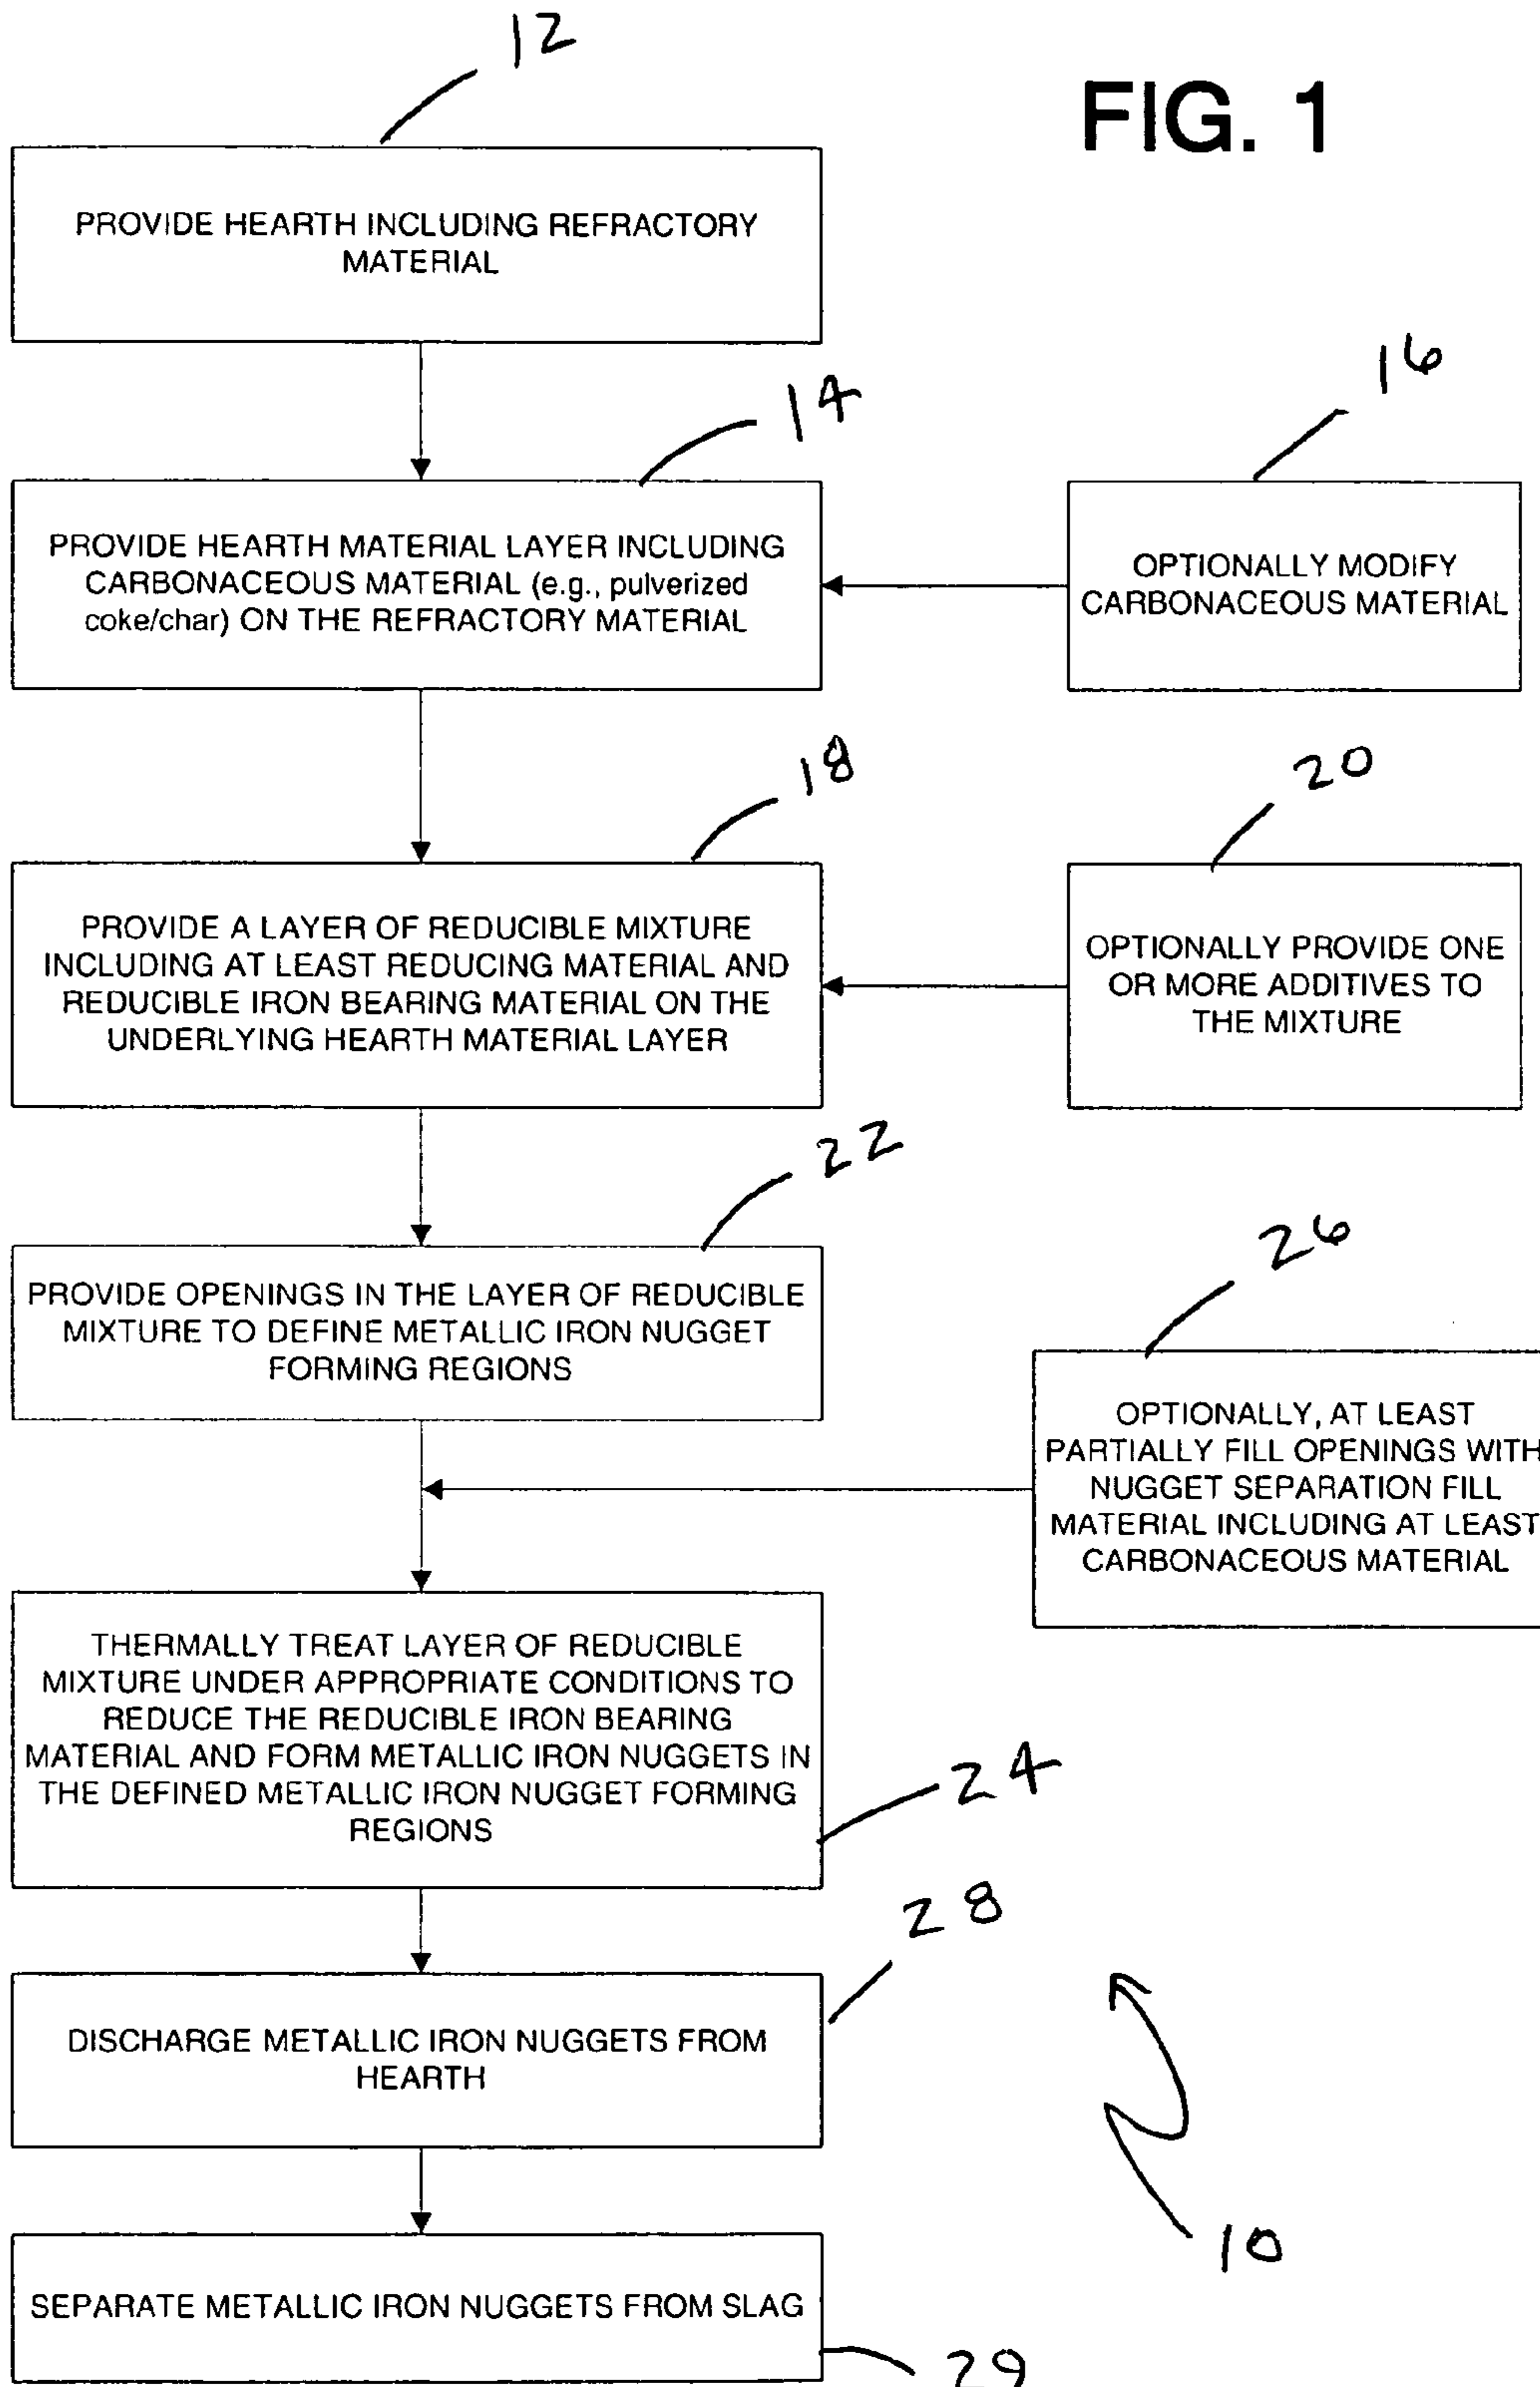 12
FIG. 1
PROVIDE HEARTH INCLUDING REFRACTORY
MATERIAL
14
16
PROVIDE HEARTH MATERIAL LAYER INCLUDING
CARBONACEOUS MATERIAL (e.g., pulverized
coke/char) ON THE REFRACTORY MATERIAL
OPTIONALLY MODIFY
CARBONACEOUS MATERIAL
18
20
PROVIDE A LAYER OF REDUCIBLE MIXTURE
INCLUDING AT LEAST REDUCING MATERIAL AND
REDUCIBLE IRON BEARING MATERIAL ON THE
UNDERLYING HEARTH MATERIAL LAYER
OPTIONALLY PROVIDE ONE
OR MORE ADDITIVES TO
THE MIXTURE
22
PROVIDE OPENINGS IN THE LAYER OF REDUCIBLE
MIXTURE TO DEFINE METALLIC IRON NUGGET
FORMING REGIONS
26
OPTIONALLY, AT LEAST
PARTIALLY FILL OPENINGS WITH
NUGGET SEPARATION FILL
MATERIAL INCLUDING AT LEAST
CARBONACEOUS MATERIAL
THERMALLY TREAT LAYER OF REDUCIBLE
MIXTURE UNDER APPROPRIATE CONDITIONS TO
REDUCE THE REDUCIBLE IRON BEARING
MATERIAL AND FORM METALLIC IRON NUGGETS IN
THE DEFINED METALLIC IRON NUGGET FORMING
REGIONS
24
28
DISCHARGE METALLIC IRON NUGGETS FROM
HEARTH
10
SEPARATE METALLIC IRON NUGGETS FROM SLAG
29